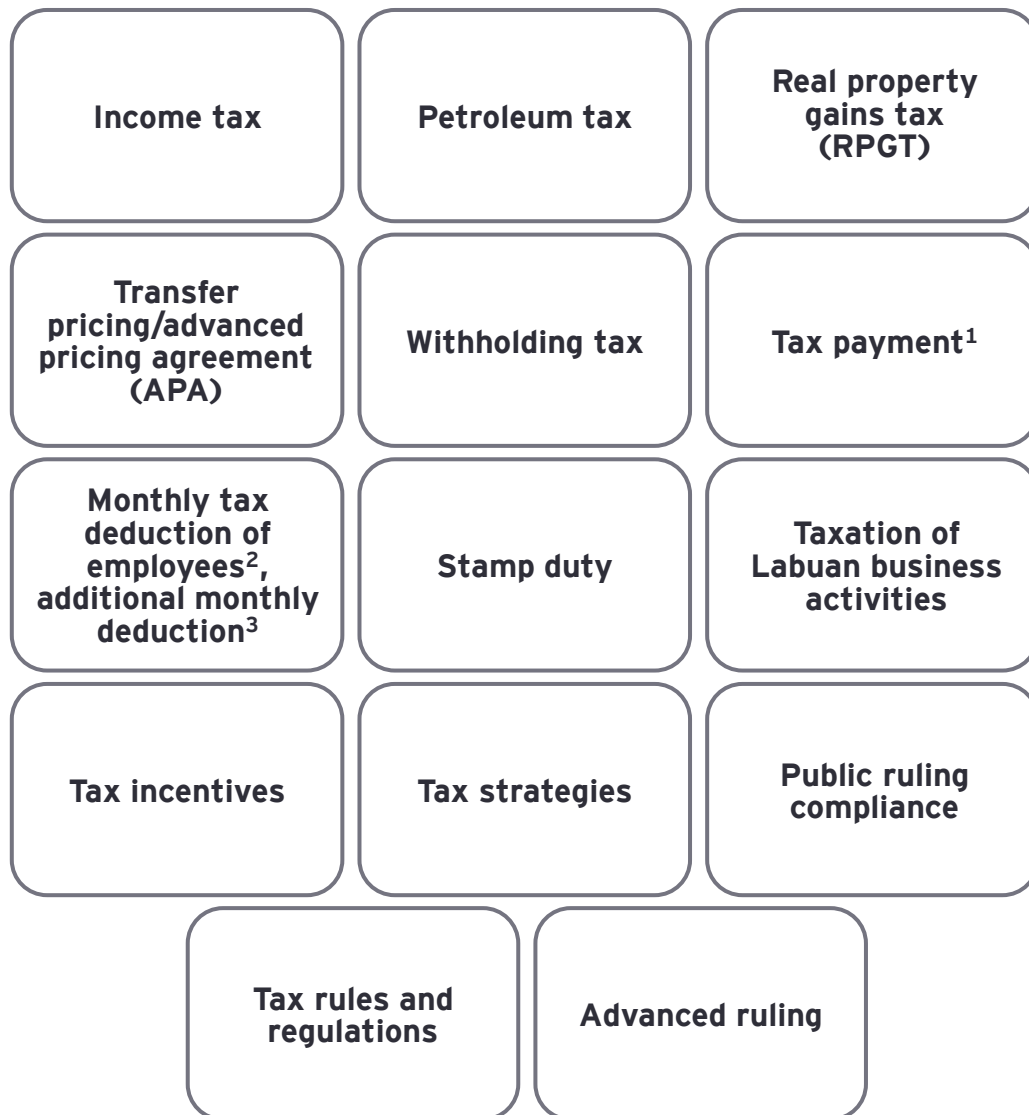 Income tax
Petroleum tax
Real property
gains tax
(RPGT)
Transfer
pricing/advanced
pricing agreement
(APA)
Withholding tax
Tax payment¹
Monthly tax
deduction of
employees²,
additional monthly
deduction³
Stamp duty
Taxation of
Labuan business
activities
Tax incentives
Tax strategies
Public ruling
compliance
Tax rules and
regulations
Advanced ruling